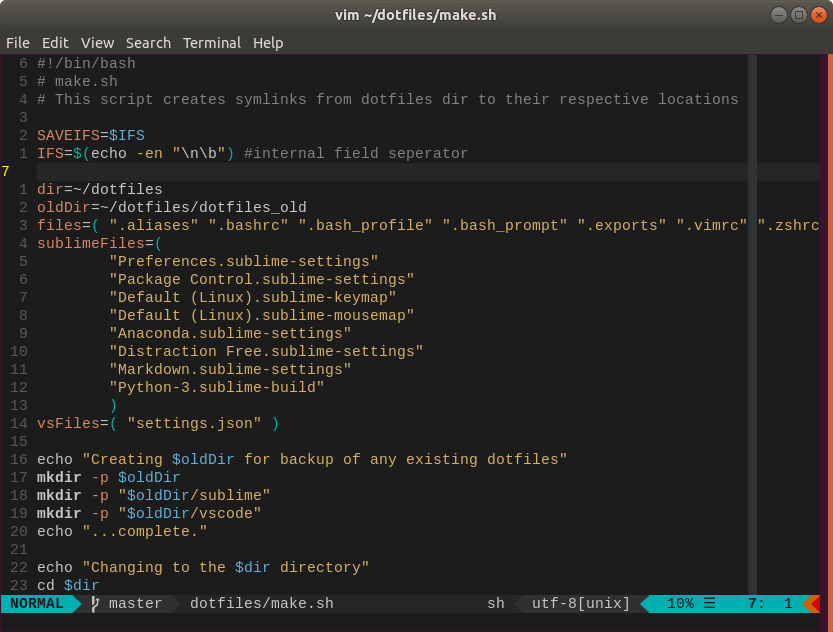 vim ~/dotfiles/make.sh
File Edit View Search Terminal Help
6 #!/bin/bash
5 # make.sh
4 # This script creates symlinks from dotfiles dir to their respective locations
3
2 SAVEIFS=$IFS
1 IFS=$(echo -en "\n\b") #internal field seperator
7
1 dir=~/dotfiles
2 oldDir=~/dotfiles/dotfiles_old
3 files=( ".aliases" ".bashrc" ".bash_profile" ".bash_prompt" ".exports" ".vimrc" ".zshrc
4 sublimeFiles=(
5 "Preferences.sublime-settings"
6 "Package Control.sublime-settings"
7 "Default (Linux).sublime-keymap"
8 "Default (Linux).sublime-mousemap"
9 "Anaconda.sublime-settings"
10 "Distraction Free.sublime-settings"
11 "Markdown.sublime-settings"
12 "Python-3.sublime-build"
13 )
14 vsFiles=( "settings.json" )
15
16 echo "Creating $oldDir for backup of any existing dotfiles"
17 mkdir -p $oldDir
18 mkdir -p "$oldDir/sublime"
19 mkdir -p "$oldDir/vscode"
20 echo "...complete."
21
22 echo "Changing to the $dir directory"
23 cd $dir
NORMAL master dotfiles/make.sh sh utf-8[unix] 10% ☰ 7: 1